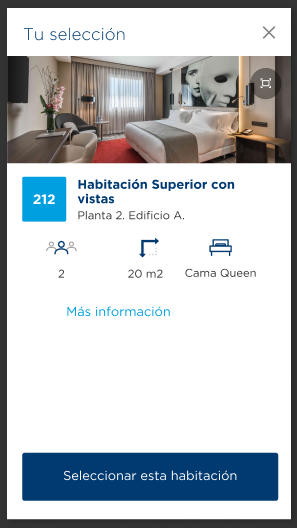 Tu selección
212
Habitación Superior con
vistas
Planta 2. Edificio A.
2
20 m2
Cama Queen
Más información
Seleccionar esta habitación